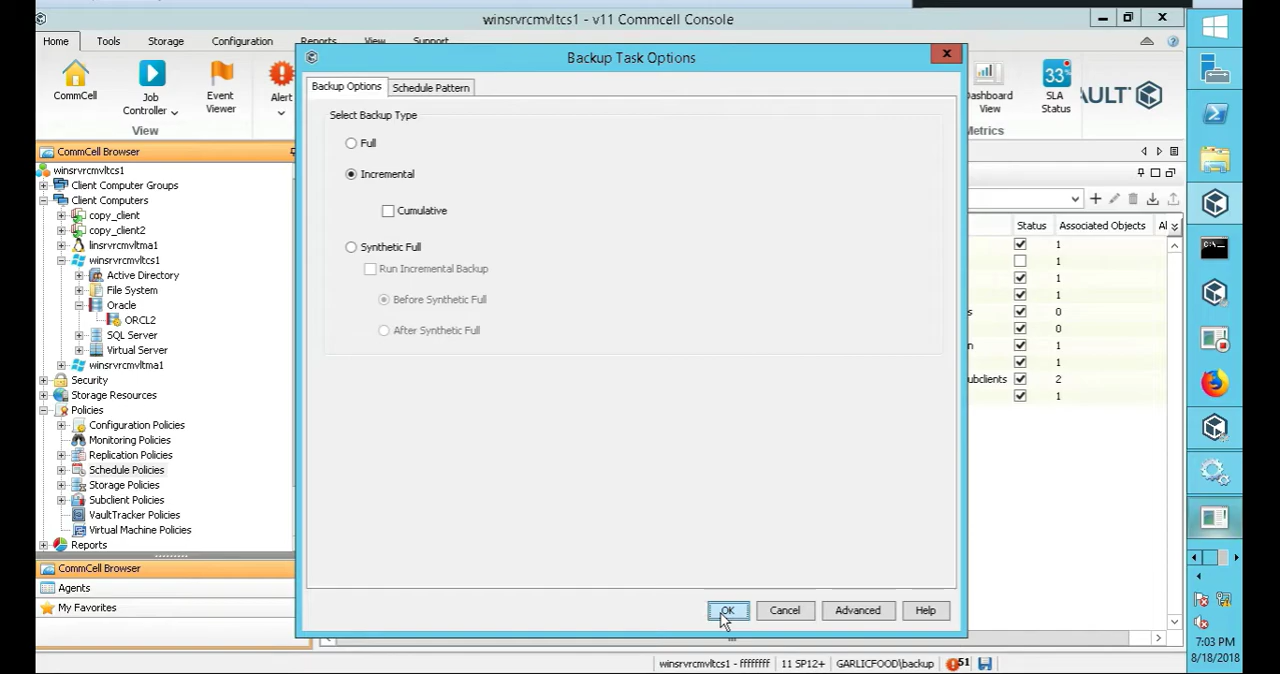 winsrvrcmvltcs1 - v11 Commcell Console
Home Tools Storage Configuration Reports View Support
CommCell
Job Controller
Event Viewer
Alert
View
Dashboard View
33
SLA Status
AULT
Metrics
Backup Task Options
Backup Options
Schedule Pattern
Select Backup Type
Full
Incremental
Cumulative
Synthetic Full
Run Incremental Backup
Before Synthetic Full
After Synthetic Full
OK
Cancel
Advanced
Help
CommCell Browser
winsrvrcmvltcs1
Client Computer Groups
Client Computers
copy_client
copy_client2
linsrvrcmvltma1
winsrvrcmvltcs1
Active Directory
File System
Oracle
ORCL2
SQL Server
Virtual Server
winsrvrcmvltma1
Security
Storage Resources
Policies
Configuration Policies
Monitoring Policies
Replication Policies
Schedule Policies
Storage Policies
Subclient Policies
VaultTracker Policies
Virtual Machine Policies
Reports
CommCell Browser
Agents
My Favorites
Status Associated Objects Al
1
1
1
1
s 0
0
n 1
1
ubclients 2
1
winsrvrcmvltcs1 - ffffffff 11 SP12+ GARLICFOOD\backup 51
7:03 PM
8/18/2018